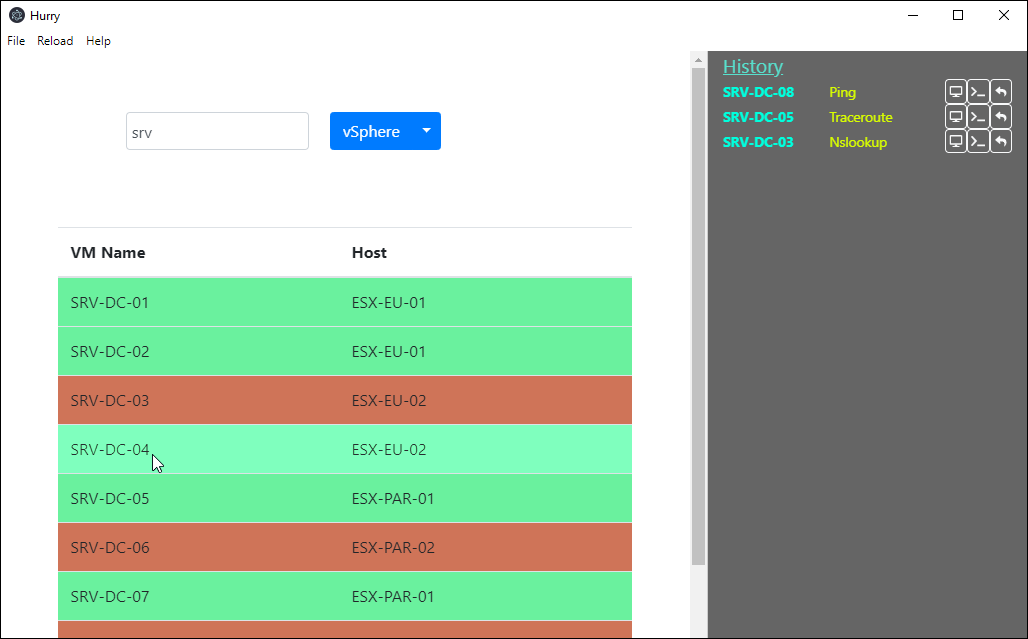 Hurry
File Reload Help
srv
vSphere
VM Name Host
SRV-DC-01 ESX-EU-01
SRV-DC-02 ESX-EU-01
SRV-DC-03 ESX-EU-02
SRV-DC-04 ESX-EU-02
SRV-DC-05 ESX-PAR-01
SRV-DC-06 ESX-PAR-02
SRV-DC-07 ESX-PAR-01
History
SRV-DC-08 Ping
SRV-DC-05 Traceroute
SRV-DC-03 Nslookup